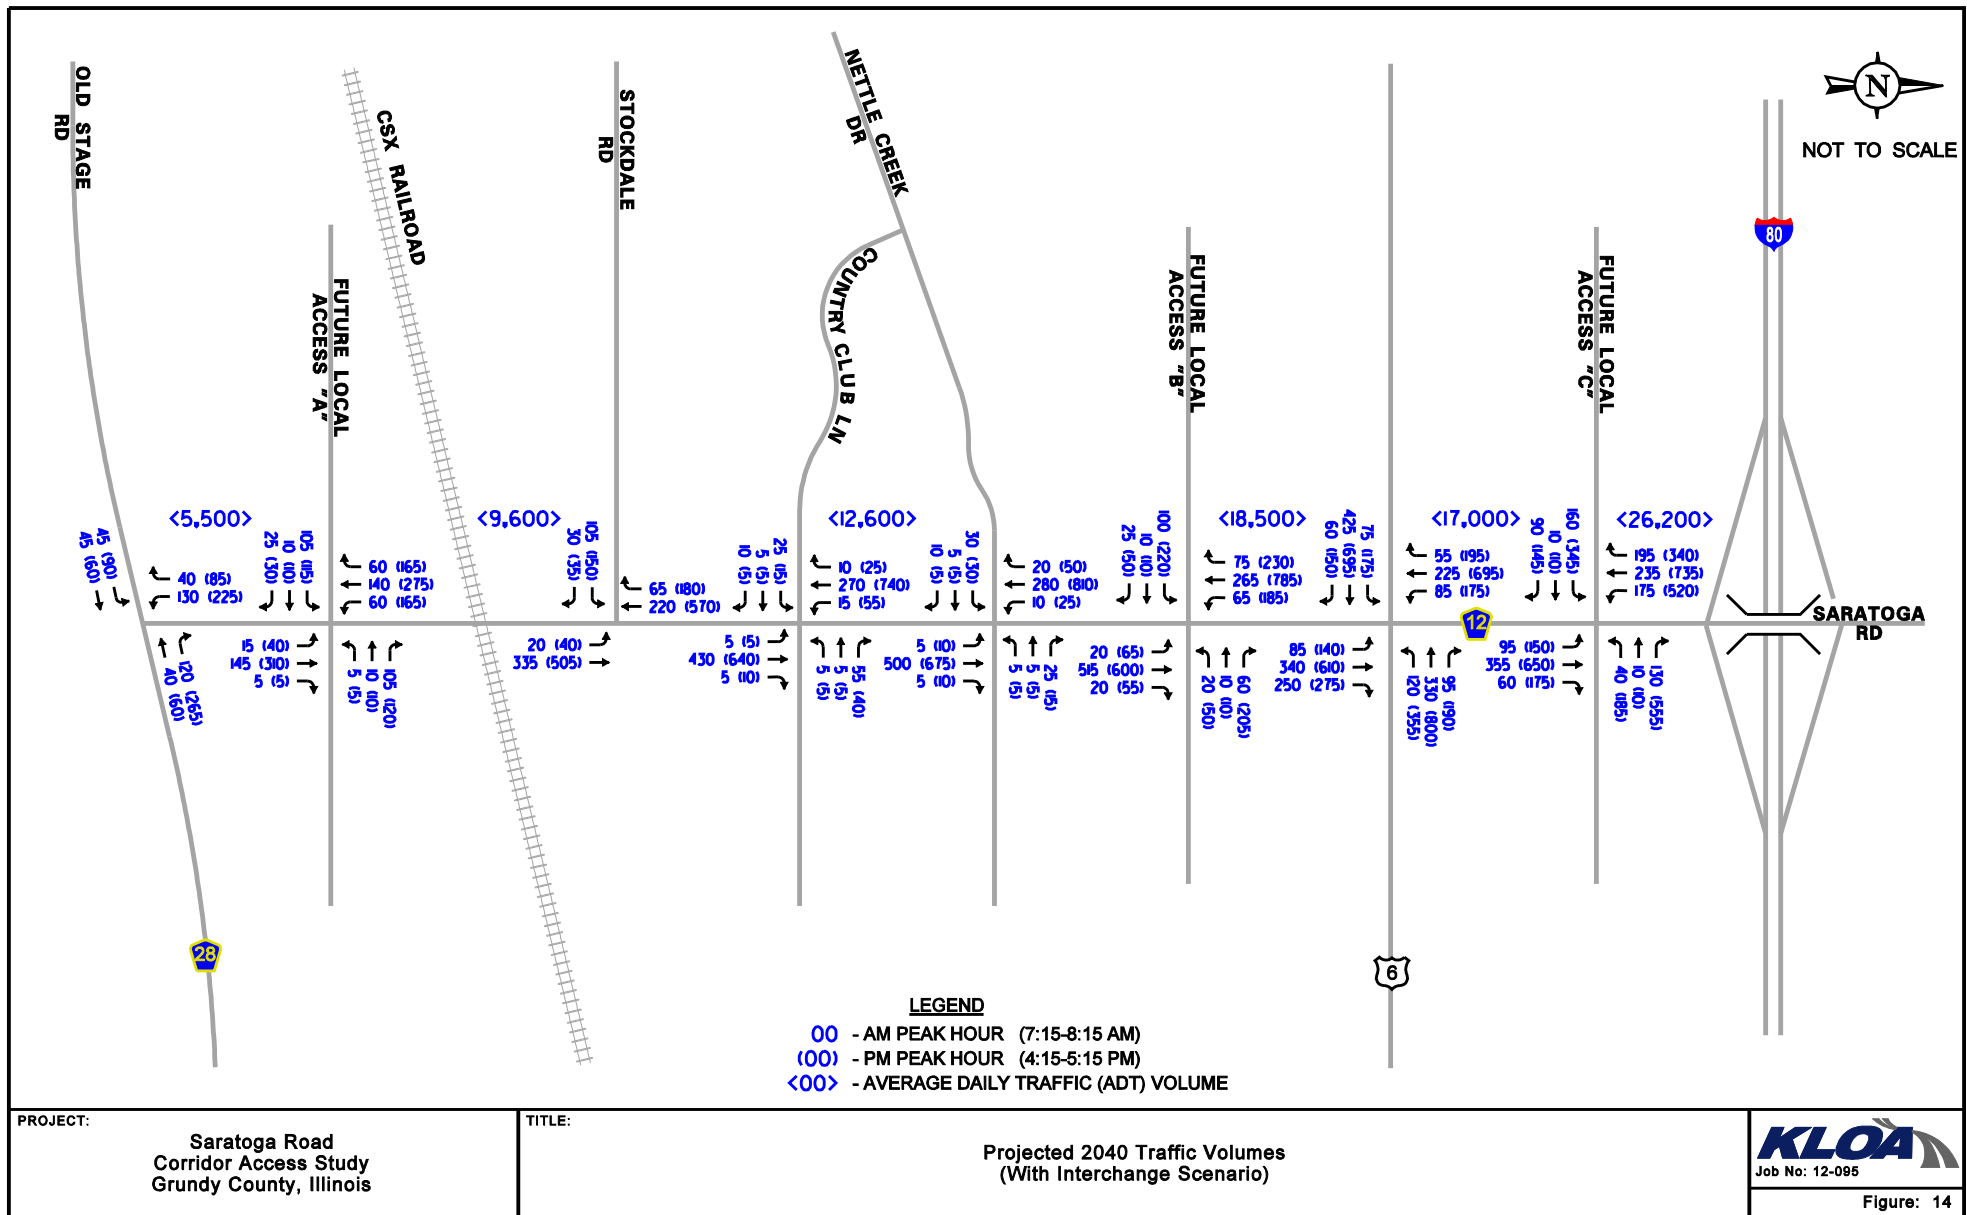 OLD STAGE
RD
CSX RAILROAD
STOCKDALE
RD
NETTLE CREEK
DR
COUNTRY CLUB LN
FUTURE LOCAL
ACCESS "A"
FUTURE LOCAL
ACCESS "B"
FUTURE LOCAL
ACCESS "C"
N
NOT TO SCALE
80
<5,500>
<9,600>
<12,600>
<18,500>
<17,000>
<26,200>
45 (90)
45 (60)
40 (85)
130 (225)
120 (265)
40 (60)
105 (115)
10 (10)
25 (30)
60 (165)
140 (275)
60 (165)
15 (40)
145 (310)
5 (5)
5 (5)
10 (10)
105 (120)
105 (150)
30 (35)
65 (180)
220 (570)
20 (40)
335 (505)
25 (15)
5 (5)
10 (5)
10 (25)
270 (740)
15 (55)
5 (5)
430 (640)
5 (10)
5 (5)
5 (5)
55 (40)
30 (30)
5 (5)
10 (5)
20 (50)
280 (810)
10 (25)
5 (10)
500 (675)
5 (10)
5 (5)
5 (5)
25 (15)
100 (220)
10 (10)
25 (50)
75 (230)
265 (785)
65 (185)
20 (65)
515 (600)
20 (55)
20 (50)
10 (10)
60 (205)
75 (175)
425 (695)
60 (150)
55 (195)
225 (695)
85 (175)
85 (140)
340 (610)
250 (275)
120 (355)
330 (800)
95 (190)
12
160 (345)
10 (10)
90 (145)
195 (340)
235 (735)
175 (520)
95 (150)
355 (650)
60 (175)
40 (185)
10 (10)
130 (555)
SARATOGA
RD
28
6
LEGEND
00 - AM PEAK HOUR (7:15-8:15 AM)
(00) - PM PEAK HOUR (4:15-5:15 PM)
<00> - AVERAGE DAILY TRAFFIC (ADT) VOLUME
PROJECT:
Saratoga Road
Corridor Access Study
Grundy County, Illinois
TITLE:
Projected 2040 Traffic Volumes
(With Interchange Scenario)
KLOA
Job No: 12-095
Figure: 14